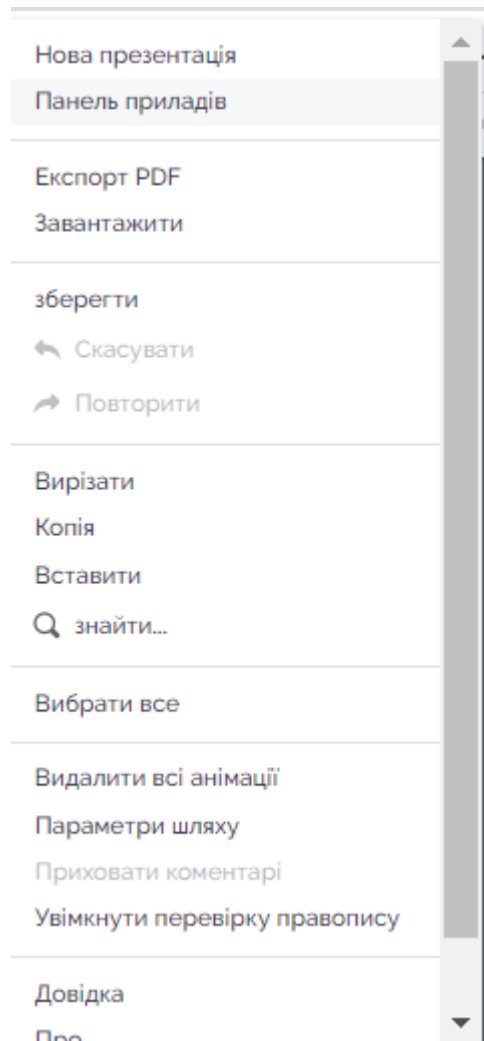 Нова презентація
Панель приладів
Експорт PDF
Завантажити
зберегти
Скасувати
Повторити
Вирізати
Копія
Вставити
знайти...
Вибрати все
Видалити всі анімації
Параметри шляху
Приховати коментарі
Увімкнути перевірку правопису
Довідка
Про